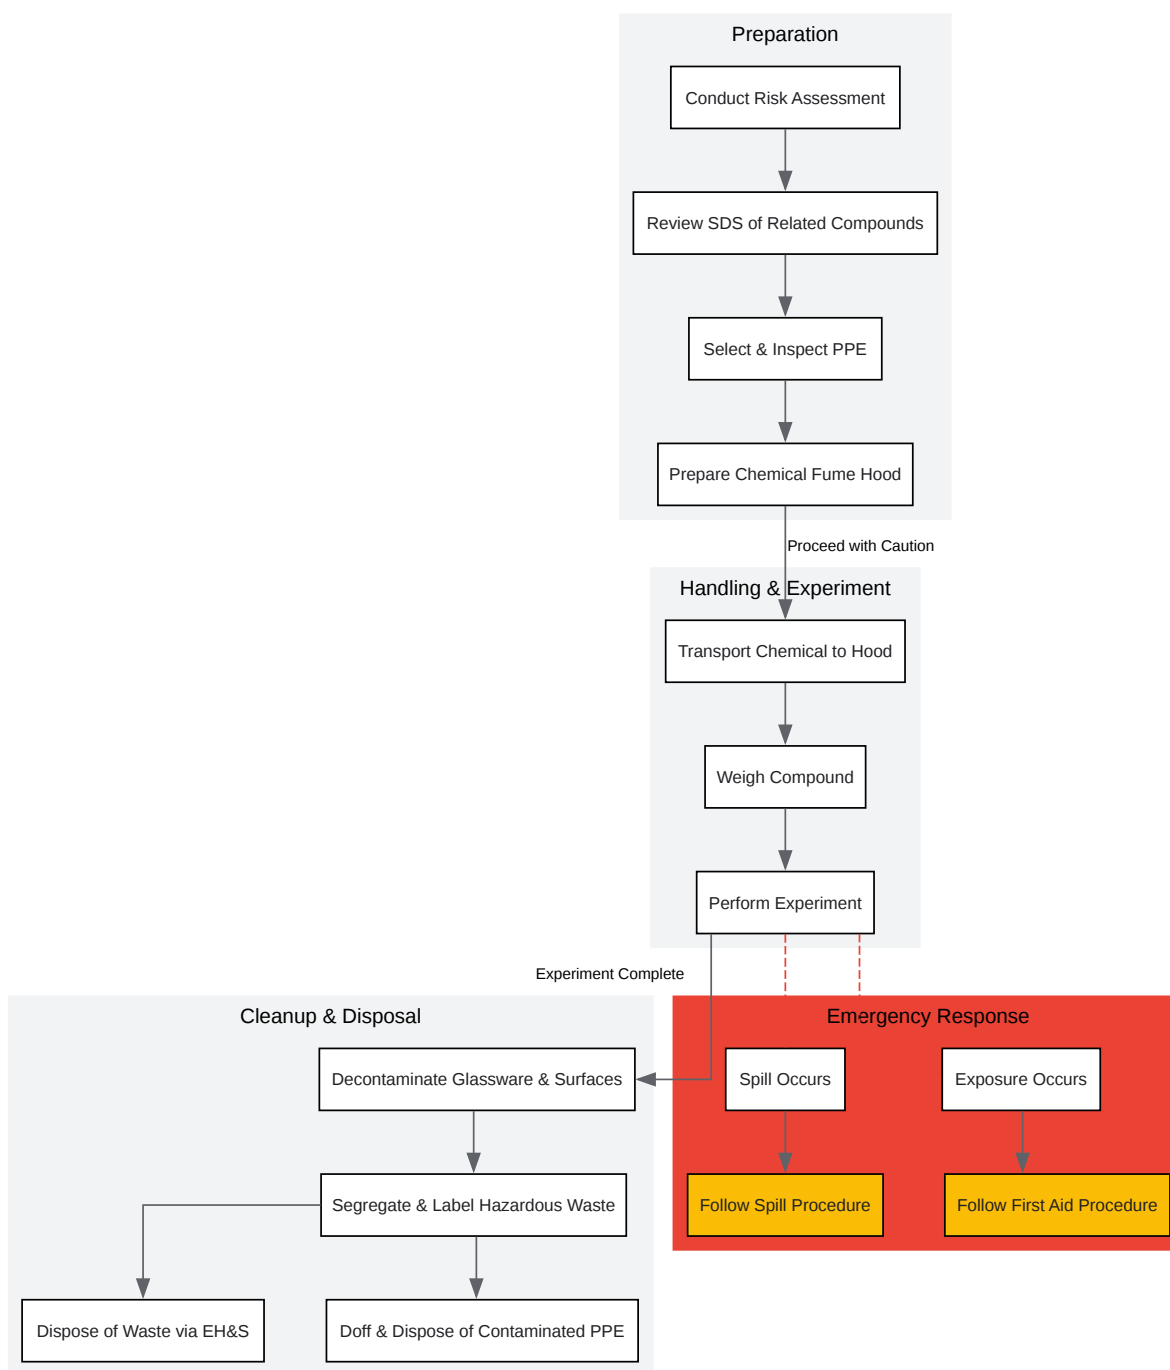 Preparation
Conduct Risk Assessment
Review SDS of Related Compounds
Select & Inspect PPE
Prepare Chemical Fume Hood
Proceed with Caution
Handling & Experiment
Transport Chemical to Hood
Weigh Compound
Perform Experiment
Experiment Complete
Cleanup & Disposal
Decontaminate Glassware & Surfaces
Segregate & Label Hazardous Waste
Dispose of Waste via EH&S
Doff & Dispose of Contaminated PPE
Emergency Response
Spill Occurs
Exposure Occurs
Follow Spill Procedure
Follow First Aid Procedure